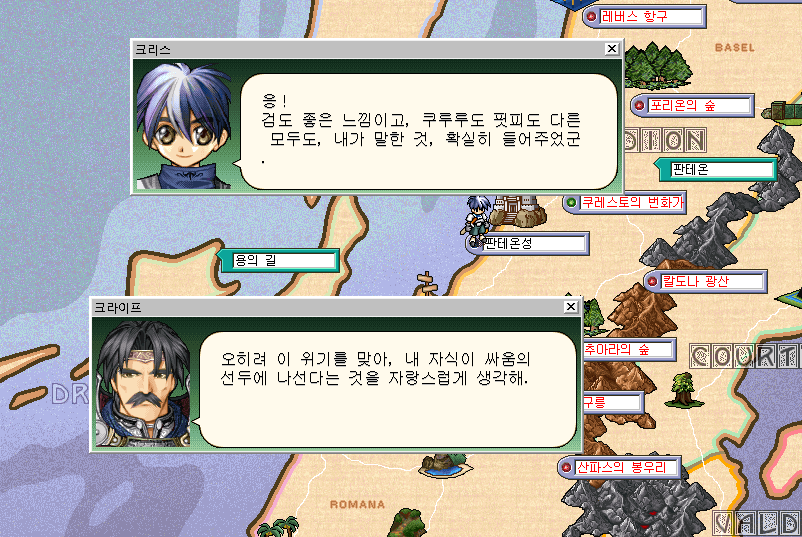 레버스 항구
크리스
BASEL
응!
검도 좋은 느낌이고, 쿠루루도 핏피도 다른
모두도, 내가 말한 것, 확실히 들어주었군
.
포리온의 숲
SION
판테온
쿠레스토의 번화가
판테온성
용의 길
칼도나 광산
크라이프
오히려 이 위기를 맞아, 내 자식이 싸움의
선두에 나선다는 것을 자랑스럽게 생각해.
추아라의 숲
COURT
DR
구릉
산파스의 봉우리
ROMANA
VALD